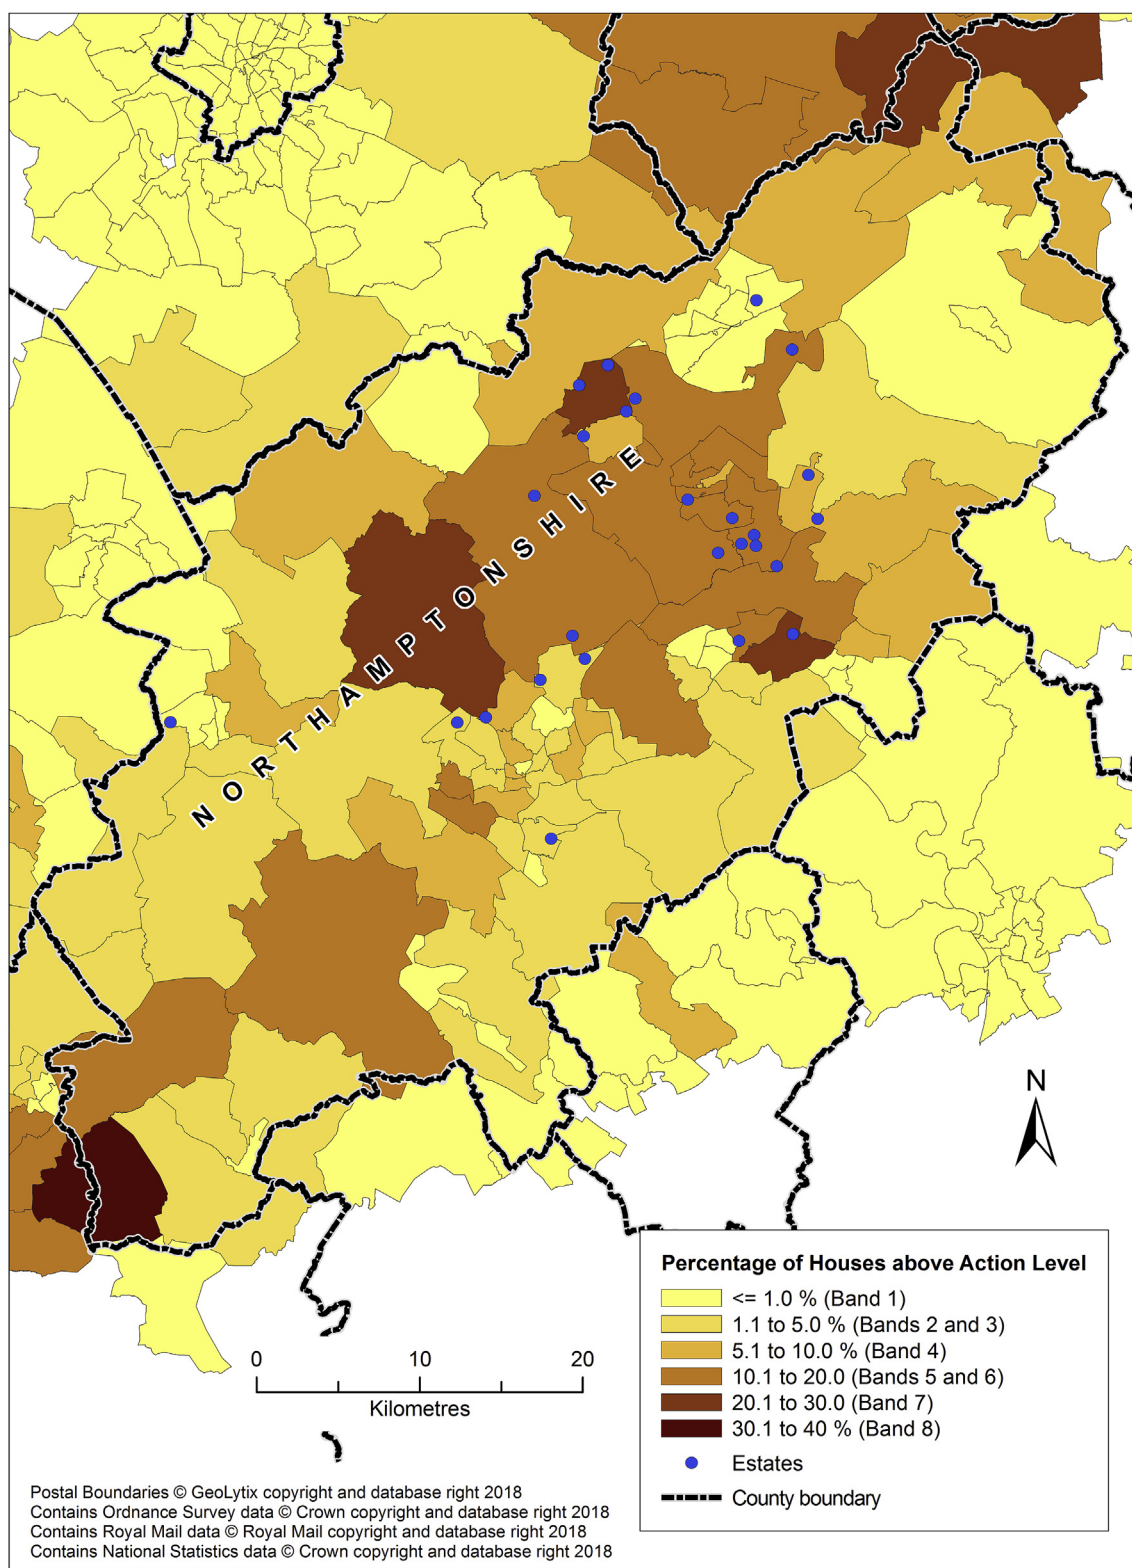 NORTHAMPTONSHIRE
N
Percentage of Houses above Action Level
<= 1.0 % (Band 1)
1.1 to 5.0 % (Bands 2 and 3)
5.1 to 10.0 % (Band 4)
10.1 to 20.0 (Bands 5 and 6)
20.1 to 30.0 (Band 7)
30.1 to 40 % (Band 8)
Estates
County boundary
0 10 20
Kilometres
Postal Boundaries © GeoLytix copyright and database right 2018
Contains Ordnance Survey data © Crown copyright and database right 2018
Contains Royal Mail data © Royal Mail copyright and database right 2018
Contains National Statistics data © Crown copyright and database right 2018